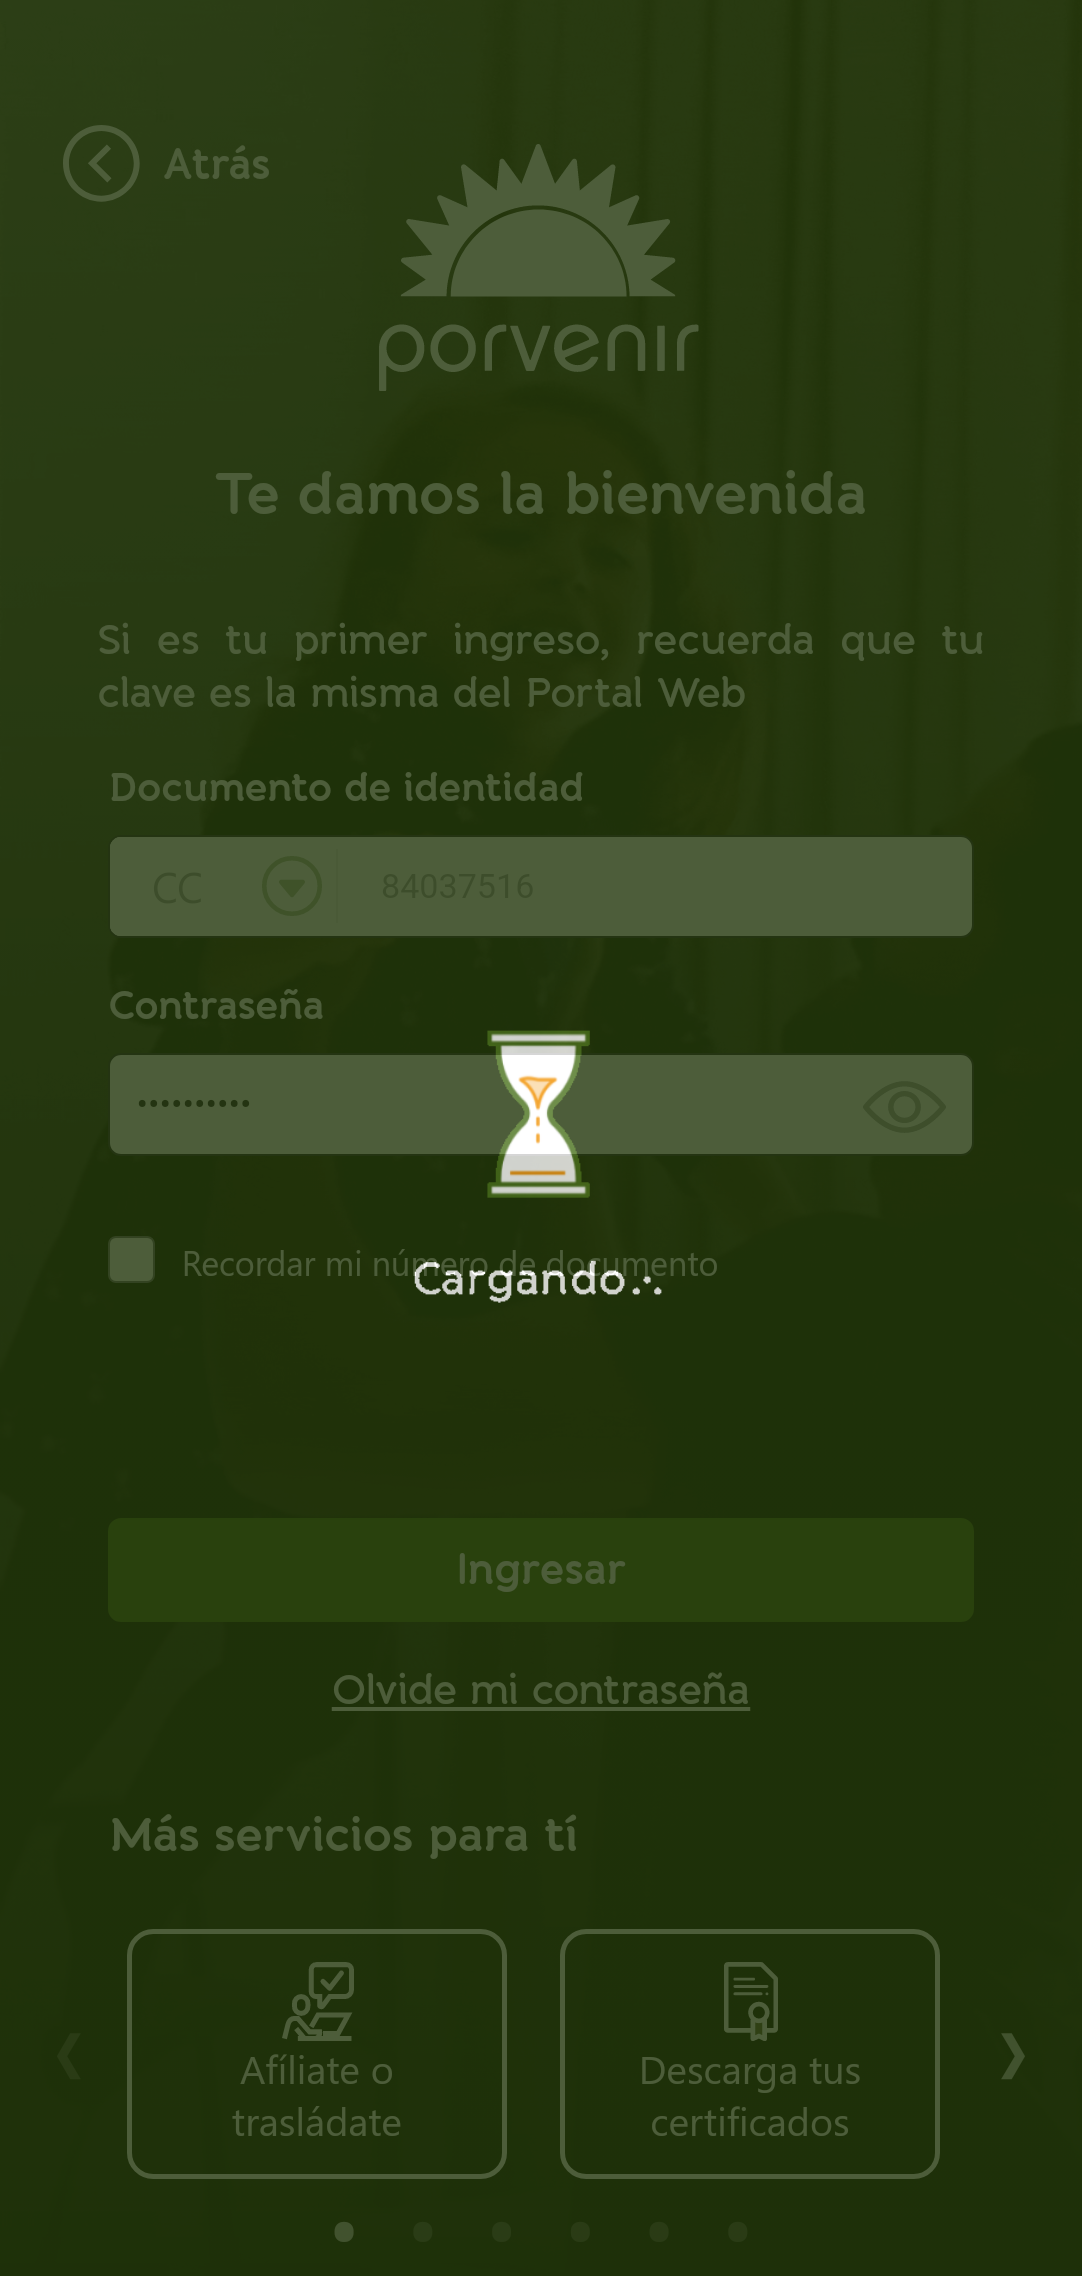 Atrás
porvenir
Te damos la bienvenida
Si es tu primer ingreso, recuerda que tu
clave es la misma del Portal Web
Documento de identidad
CC 84037516
Contraseña
••••••••••
Recordar mi número de documento
Cargando...
Ingresar
Olvide mi contraseña
Más servicios para tí
Afíliate o
trasládate
Descarga tus
certificados